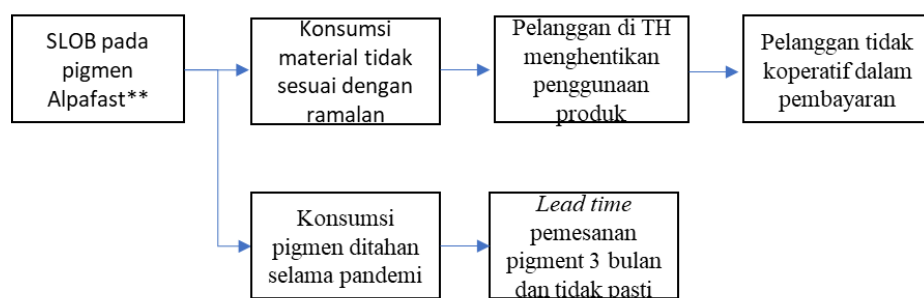 SLOB pada
pigmen
Alpafast**
Konsumsi
material tidak
sesuai dengan
ramalan
Pelanggan di TH
menghentikan
penggunaan
produk
Pelanggan tidak
koperatif dalam
pembayaran
Konsumsi
pigmen ditahan
selama pandemi
Lead time
pemesanan
pigment 3 bulan
dan tidak pasti